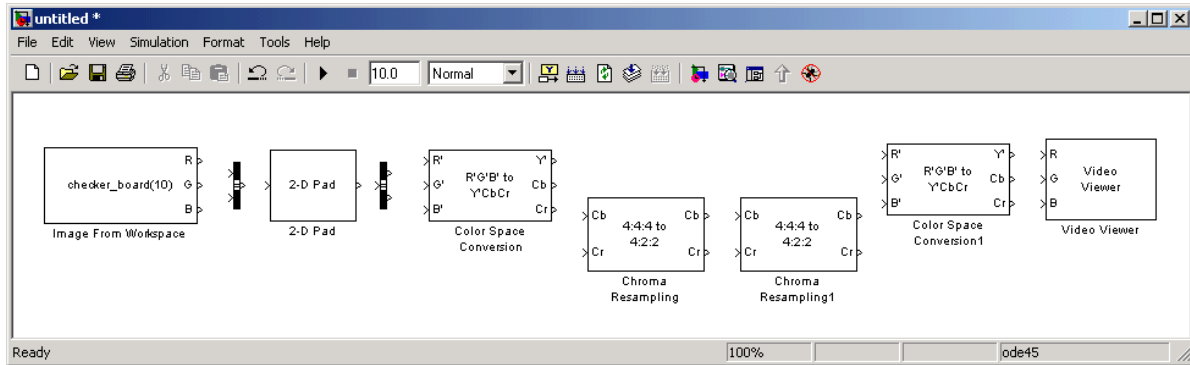 untitled *
File Edit View Simulation Format Tools Help
10.0 Normal
R
checker_board(10) G
B
Image From Workspace
2-D Pad
2-D Pad
R' Y'
G' R'G'B' to Y'CbCr Cb
B' Cr
Color Space
Conversion
Cb 4:4:4 to 4:2:2 Cb
Cr Cr
Chroma
Resampling
Cb 4:4:4 to 4:2:2 Cb
Cr Cr
Chroma
Resampling1
R' Y'
G' R'G'B' to Y'CbCr Cb
B' Cr
Color Space
Conversion1
R
G Video Viewer
B
Video Viewer
Ready 100% ode45